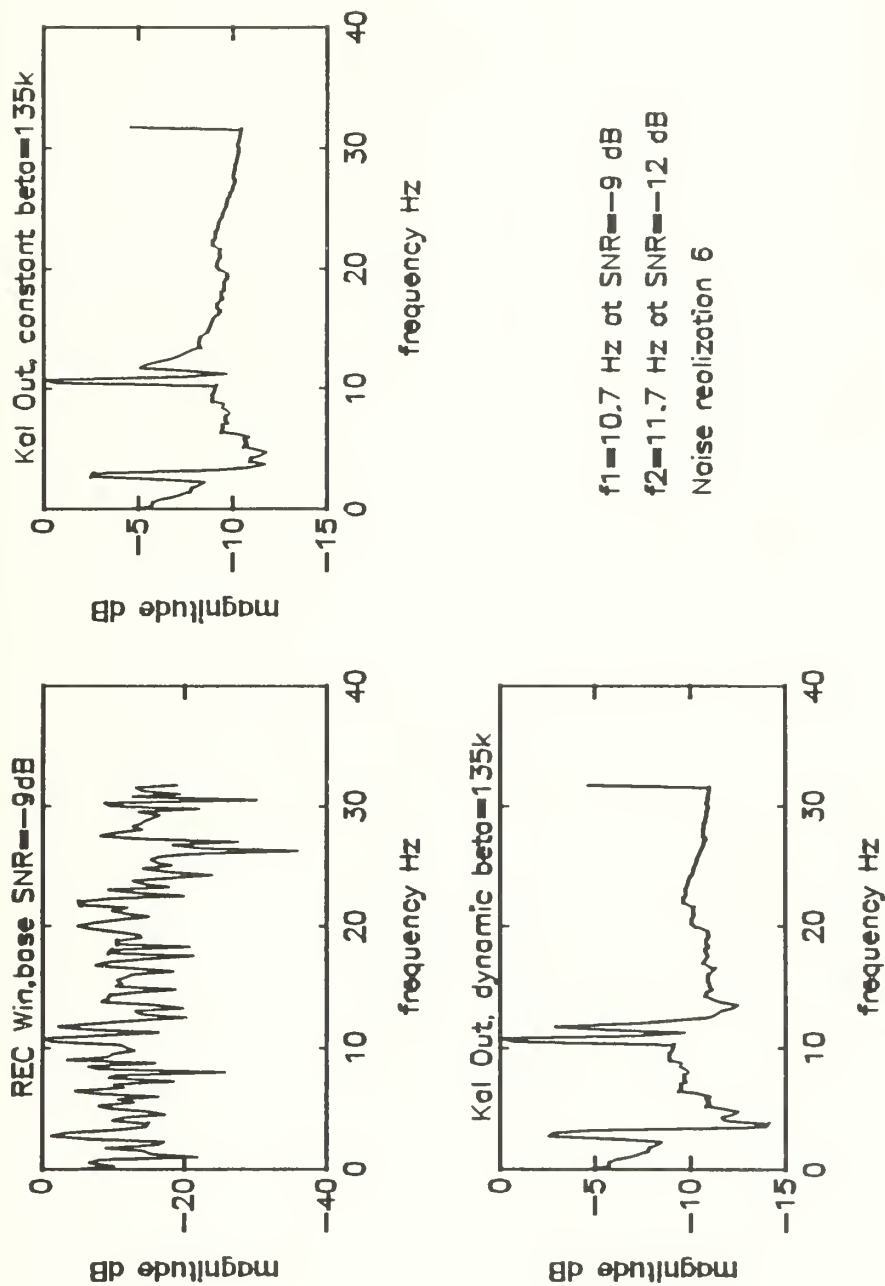 REC Win,base SNR=-9dB
0
-20
-40
magnitude dB
0 10 20 30 40
frequency Hz
Kal Out, constant beta=135k
0
-5
-10
-15
magnitude dB
0 10 20 30 40
frequency Hz
Kal Out, dynamic beta=135k
0
-5
-10
-15
magnitude dB
0 10 20 30 40
frequency Hz
f1=10.7 Hz at SNR=-9 dB
f2=11.7 Hz at SNR=-12 dB
Noise realization 6